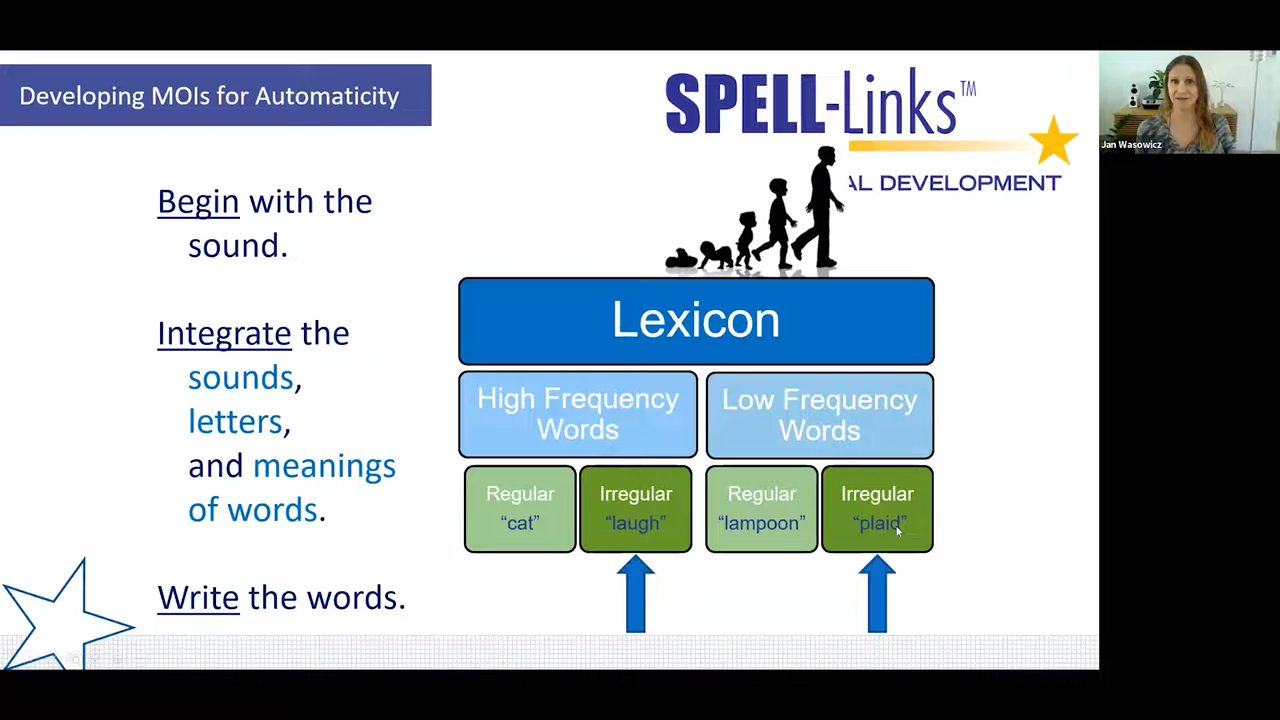 Developing MOIs for Automaticity
SPELL-Links™
AL DEVELOPMENT
Jan Wasowicz
Begin with the
sound.
Integrate the
sounds,
letters,
and meanings
of words.
Write the words.
Lexicon
High Frequency
Words
Low Frequency
Words
Regular
"cat"
Irregular
"laugh"
Regular
"lampoon"
Irregular
"plaid"